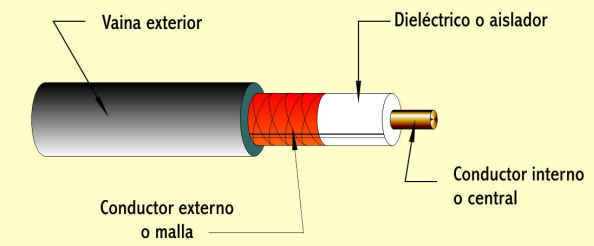 Vaina exterior
Dieléctrico o aislador
Conductor interno
o central
Conductor externo
o malla